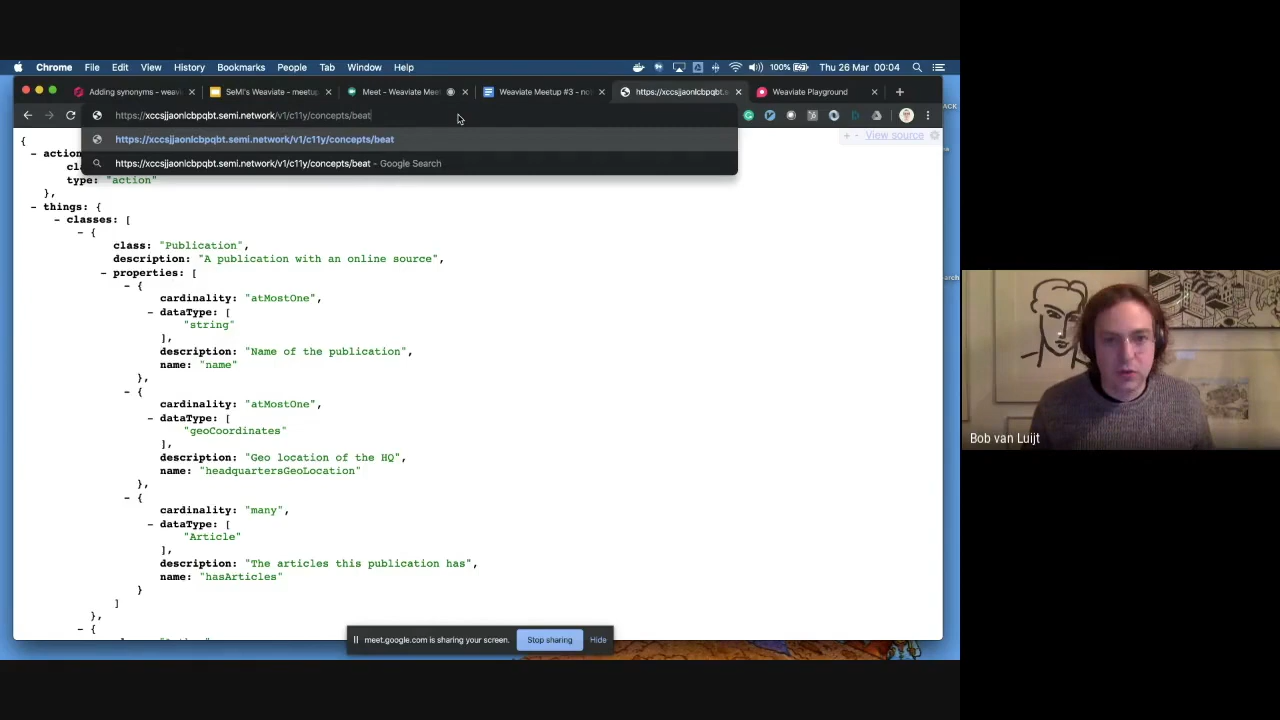 Chrome File Edit View History Bookmarks People Tab Window Help 100% Thu 26 Mar 00:04
Adding synonyms - weavi SeMI's Weaviate - meetup Meet - Weaviate Mee Weaviate Meetup #3 - no https://xccsjjaonlcbpqbt.s Weaviate Playground
https://xccsjjaonlcbpqbt.semi.network/v1/c11y/concepts/beat
https://xccsjjaonlcbpqbt.semi.network/v1/c11y/concepts/beat
https://xccsjjaonlcbpqbt.semi.network/v1/c11y/concepts/beat - Google Search
+ - View source
{
- action
cla
type: "action"
},
- things: {
- classes: [
- {
class: "Publication",
description: "A publication with an online source",
- properties: [
- {
cardinality: "atMostOne",
- dataType: [
"string"
],
description: "Name of the publication",
name: "name"
},
- {
cardinality: "atMostOne",
- dataType: [
"geoCoordinates"
],
description: "Geo location of the HQ",
name: "headquartersGeoLocation"
},
- {
cardinality: "many",
- dataType: [
"Article"
],
description: "The articles this publication has",
name: "hasArticles"
}
]
},
- {
meet.google.com is sharing your screen. Stop sharing Hide
Bob van Luijt